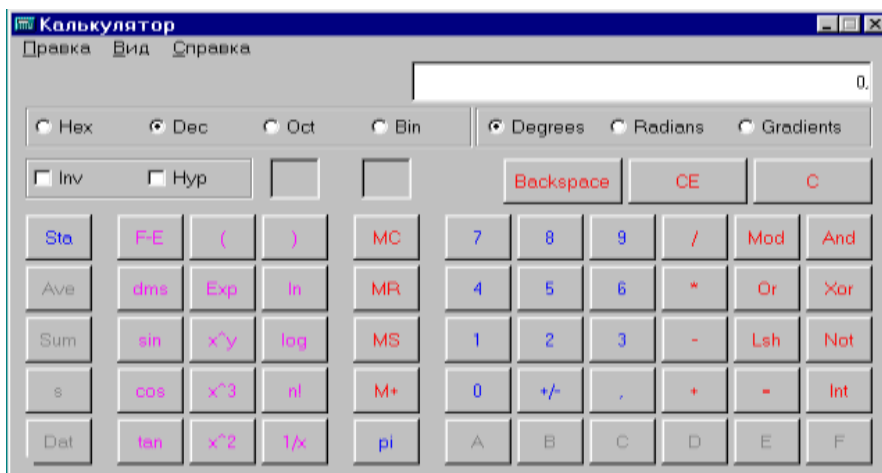 Калькулятор
Правка Вид Справка
0,
Hex Dec Oct Bin Degrees Radians Gradients
Inv Hyp Backspace CE C
Sta F-E ( ) MC 7 8 9 / Mod And
Ave dms Exp ln MR 4 5 6 * Or Xor
Sum sin x^y log MS 1 2 3 - Lsh Not
s cos x^3 n! M+ 0 +/- , + = Int
Dat tan x^2 1/x pi A B C D E F